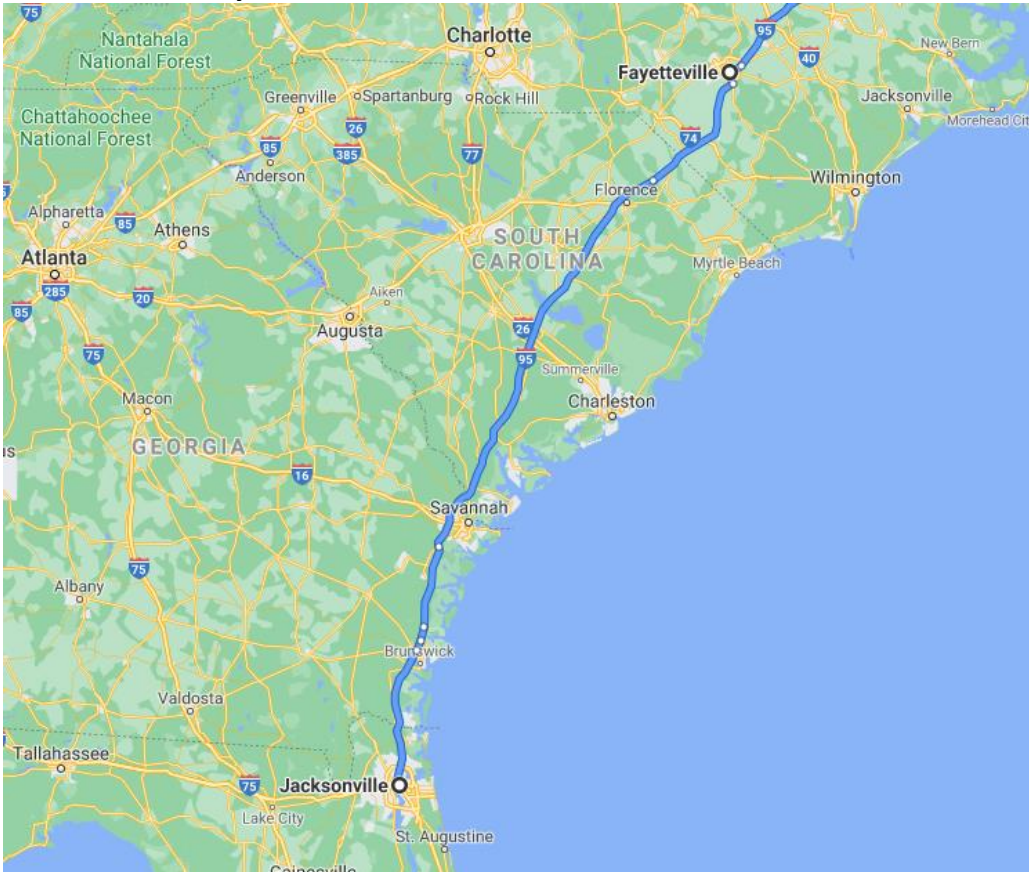 75
95
Nantahala
National Forest
Charlotte
New Bern
40
Fayetteville
Greenville
Spartanburg
Rock Hill
Jacksonville
Chattahoochee
National Forest
Morehead Cit
26
74
85
385
77
Anderson
Wilmington
Florence
Alpharetta
85
Athens
SOUTH
CAROLINA
Atlanta
Myrtle Beach
285
20
Aiken
85
Augusta
26
75
95
Summerville
Macon
Charleston
GEORGIA
us
16
Savannah
75
Albany
Brunswick
Valdosta
Tallahassee
75
Jacksonville
Lake City
St. Augustine
Gainesville